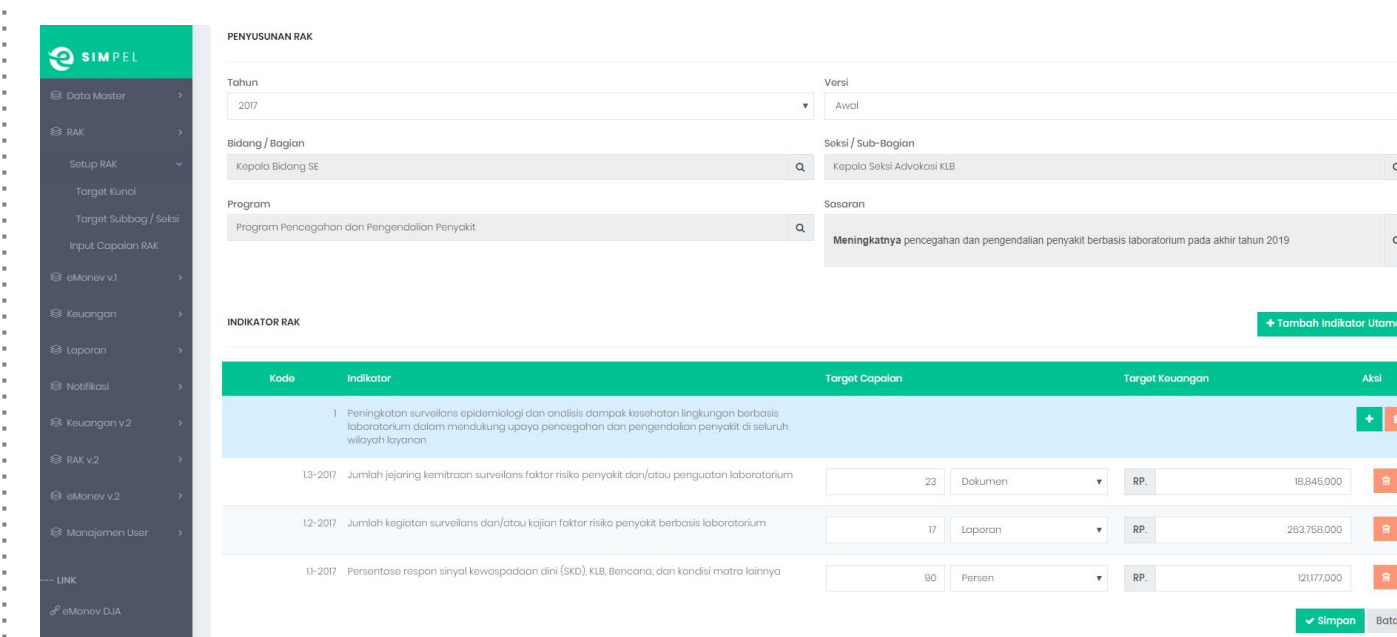 SIMPEL
Data Master
RAK
Setup RAK
Target Kunci
Target Subbag / Seksi
Input Capaian RAK
eMonev v.1
Keuangan
Laporan
Notifikasi
Keuangan v.2
RAK v.2
eMonev v.2
Manajemen User
--- LINK
eMonev DJA
PENYUSUNAN RAK
Tahun
Versi
2017
Awal
Bidang / Bagian
Seksi / Sub-Bagian
Kepala Bidang SE
Kepala Seksi Advokasi KLB
Program
Sasaran
Program Pencegahan dan Pengendalian Penyakit
Meningkatnya pencegahan dan pengendalian penyakit berbasis laboratorium pada akhir tahun 2019
INDIKATOR RAK
+ Tambah Indikator Utama
Kode Indikator Target Capaian Target Keuangan Aksi
1 Peningkatan surveilans epidemiologi dan analisis dampak kesehatan lingkungan berbasis
laboratorium dalam mendukung upaya pencegahan dan pengendalian penyakit di seluruh
wilayah layanan
1.3-2017 Jumlah jejaring kemitraan surveilans faktor risiko penyakit dan/atau penguatan laboratorium 23 Dokumen RP. 18,845,000
1.2-2017 Jumlah kegiatan surveilans dan/atau kajian faktor risiko penyakit berbasis laboratorium 17 Laporan RP. 263,758,000
1.1-2017 Persentase respon sinyal kewaspadaan dini (SKD), KLB, Bencana, dan kondisi matra lainnya 90 Persen RP. 121,177,000
Simpan